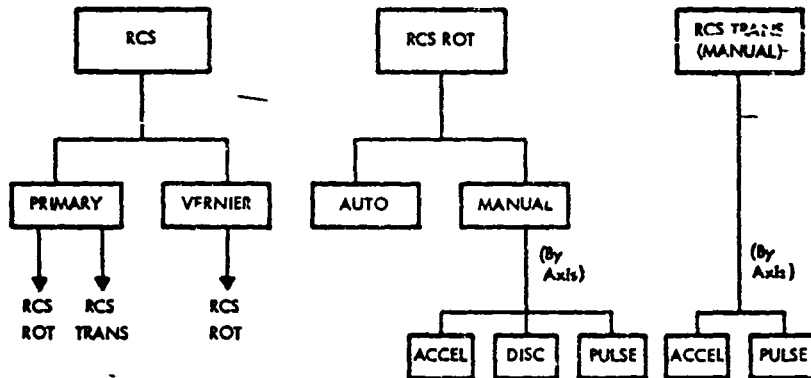 RCS
RCS ROT
RCS TRANS
(MANUAL)
PRIMARY
VERNIER
AUTO
MANUAL
(By
Axis)
(By
Axis)
RCS
ROT
RCS
TRANS
RCS
ROT
ACCEL
DISC
PULSE
ACCEL
PULSE